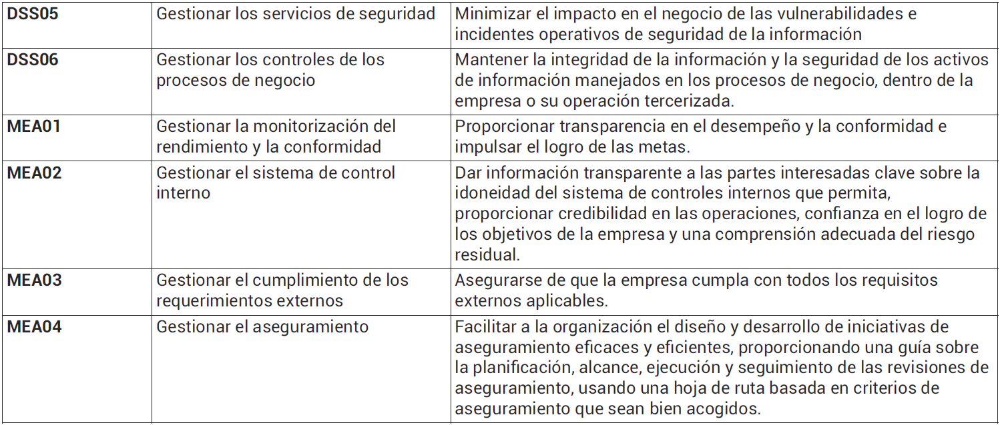 DSS05
Gestionar los servicios de seguridad
Minimizar el impacto en el negocio de las vulnerabilidades e
incidentes operativos de seguridad de la información
DSS06
Gestionar los controles de los
procesos de negocio
Mantener la integridad de la información y la seguridad de los activos
de información manejados en los procesos de negocio, dentro de la
empresa o su operación tercerizada.
MEA01
Gestionar la monitorización del
rendimiento y la conformidad
Proporcionar transparencia en el desempeño y la conformidad e
impulsar el logro de las metas.
MEA02
Gestionar el sistema de control
interno
Dar información transparente a las partes interesadas clave sobre la
idoneidad del sistema de controles internos que permita,
proporcionar credibilidad en las operaciones, confianza en el logro de
los objetivos de la empresa y una comprensión adecuada del riesgo
residual.
MEA03
Gestionar el cumplimiento de los
requerimientos externos
Asegurarse de que la empresa cumpla con todos los requisitos
externos aplicables.
MEA04
Gestionar el aseguramiento
Facilitar a la organización el diseño y desarrollo de iniciativas de
aseguramiento eficaces y eficientes, proporcionando una guía sobre
la planificación, alcance, ejecución y seguimiento de las revisiones de
aseguramiento, usando una hoja de ruta basada en criterios de
aseguramiento que sean bien acogidos.